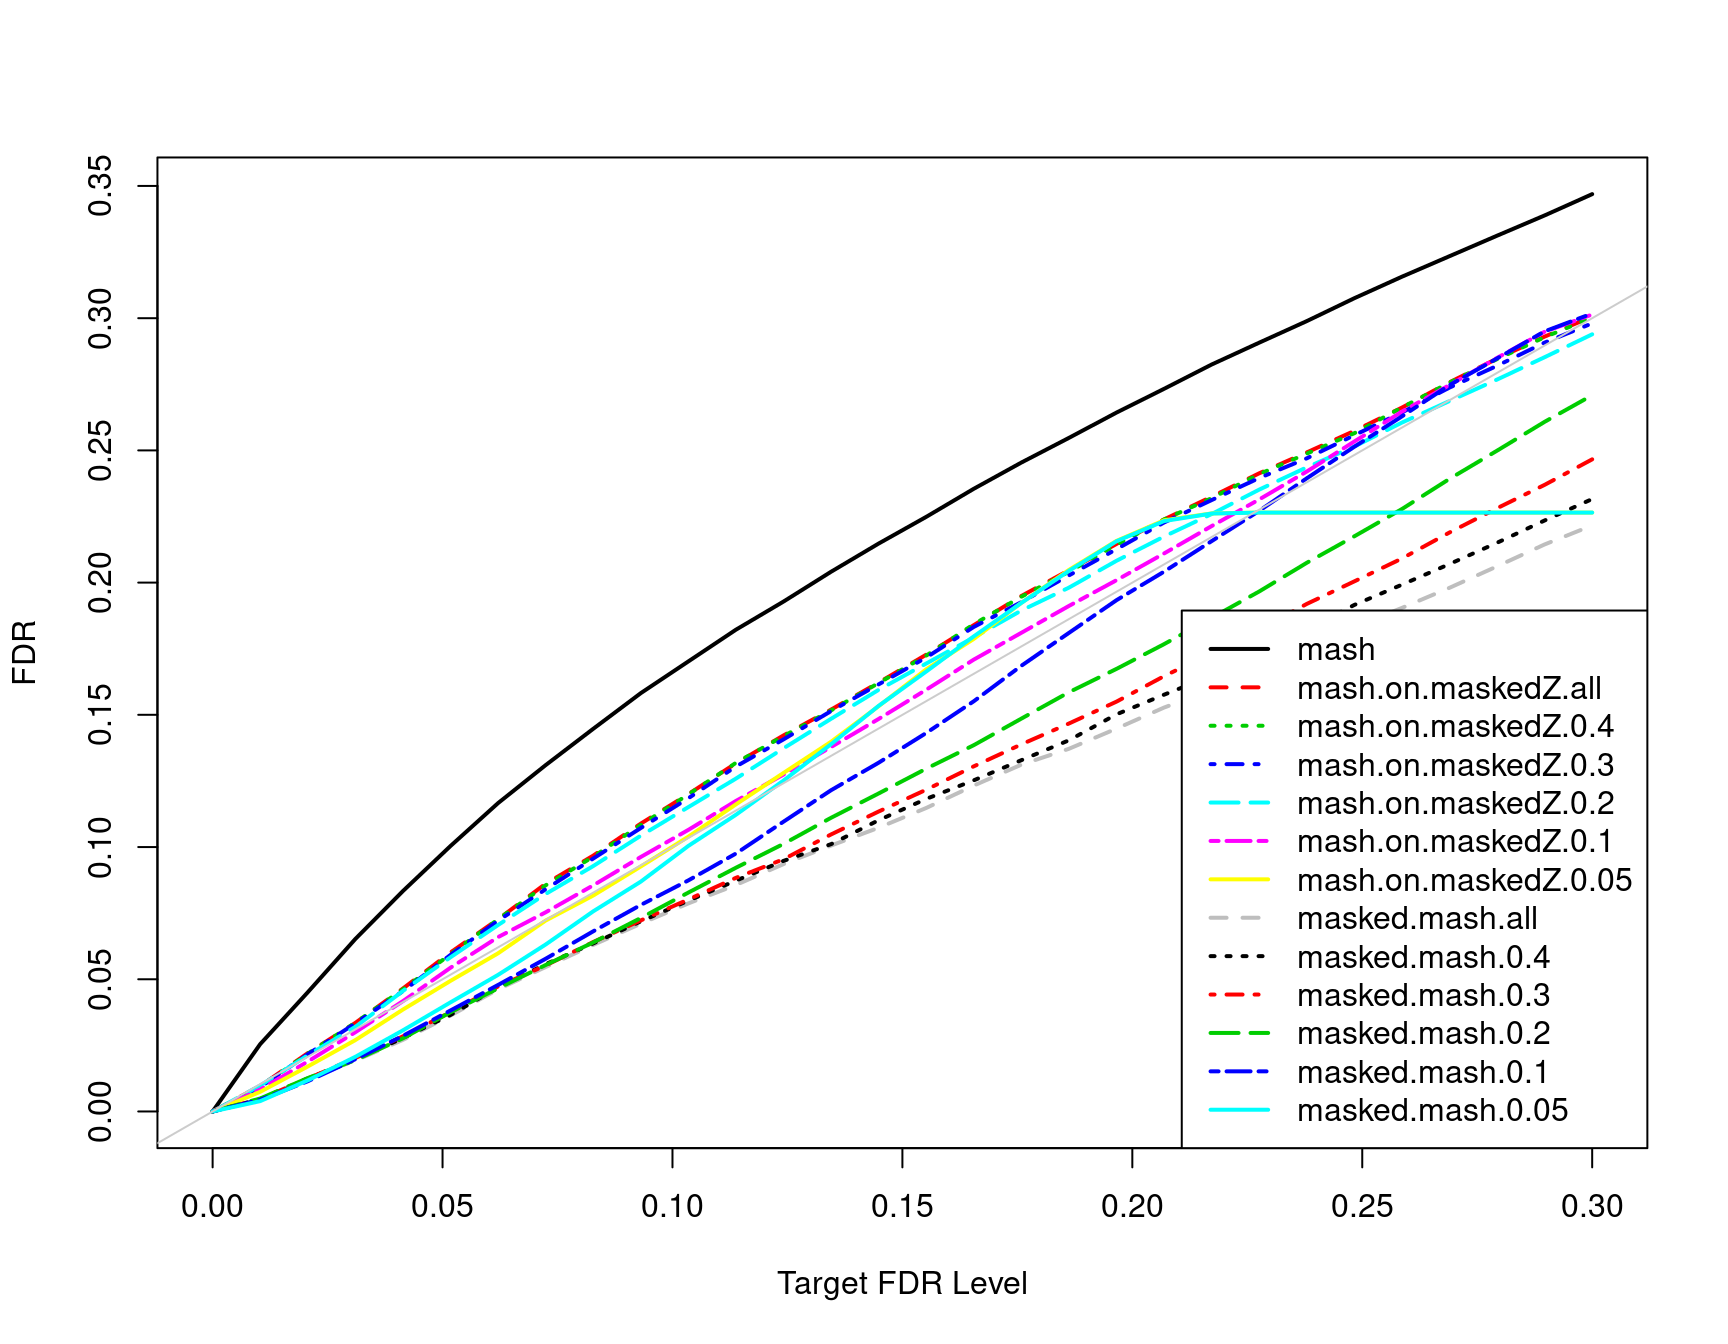 0.35
0.30
0.25
0.20
0.15
0.10
0.05
0.00
FDR
mash
mash.on.maskedZ.all
mash.on.maskedZ.0.4
mash.on.maskedZ.0.3
mash.on.maskedZ.0.2
mash.on.maskedZ.0.1
mash.on.maskedZ.0.05
masked.mash.all
masked.mash.0.4
masked.mash.0.3
masked.mash.0.2
masked.mash.0.1
masked.mash.0.05
0.00 0.05 0.10 0.15 0.20 0.25 0.30
Target FDR Level